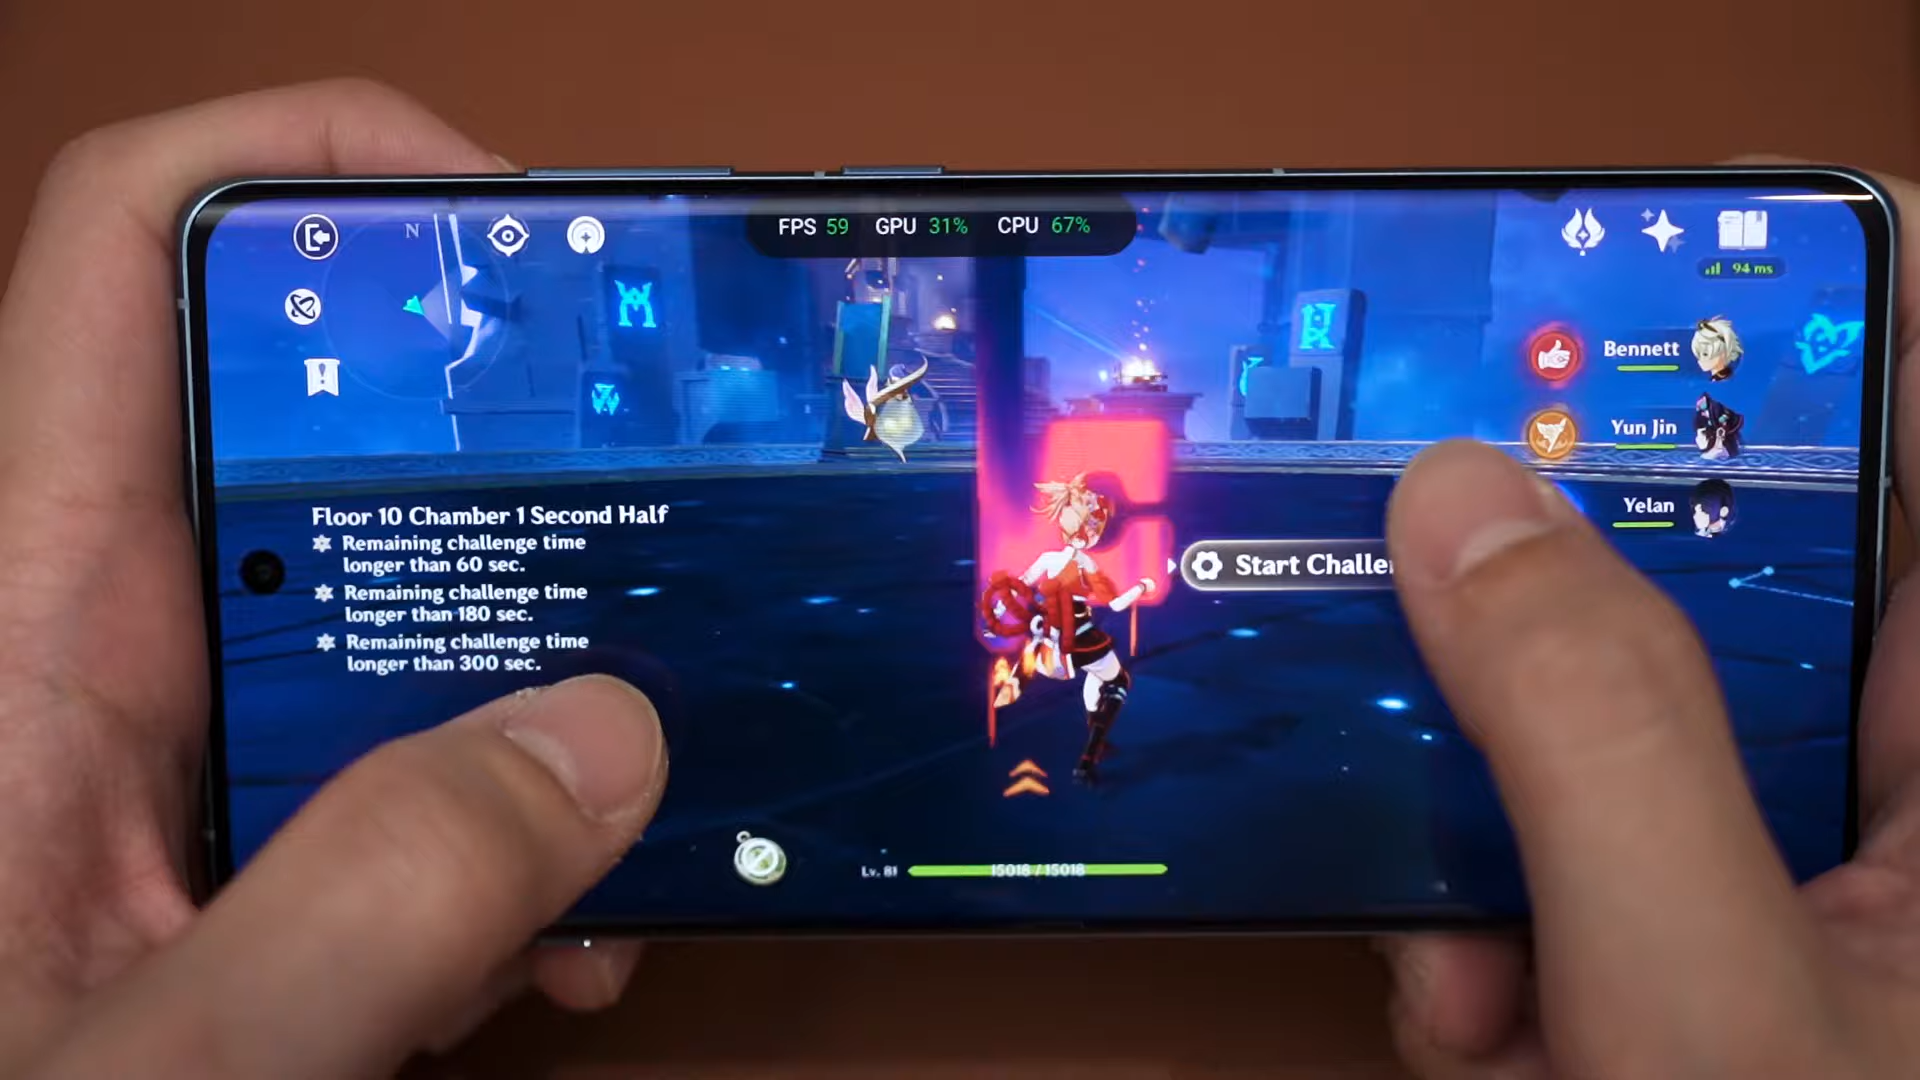 N
FPS 59 GPU 31% CPU 67%
94 ms
Bennett
Yun Jin
Yelan
Floor 10 Chamber 1 Second Half
Remaining challenge time
longer than 60 sec.
Remaining challenge time
longer than 180 sec.
Remaining challenge time
longer than 300 sec.
Start Challe
Lv. 81 15018 / 15018